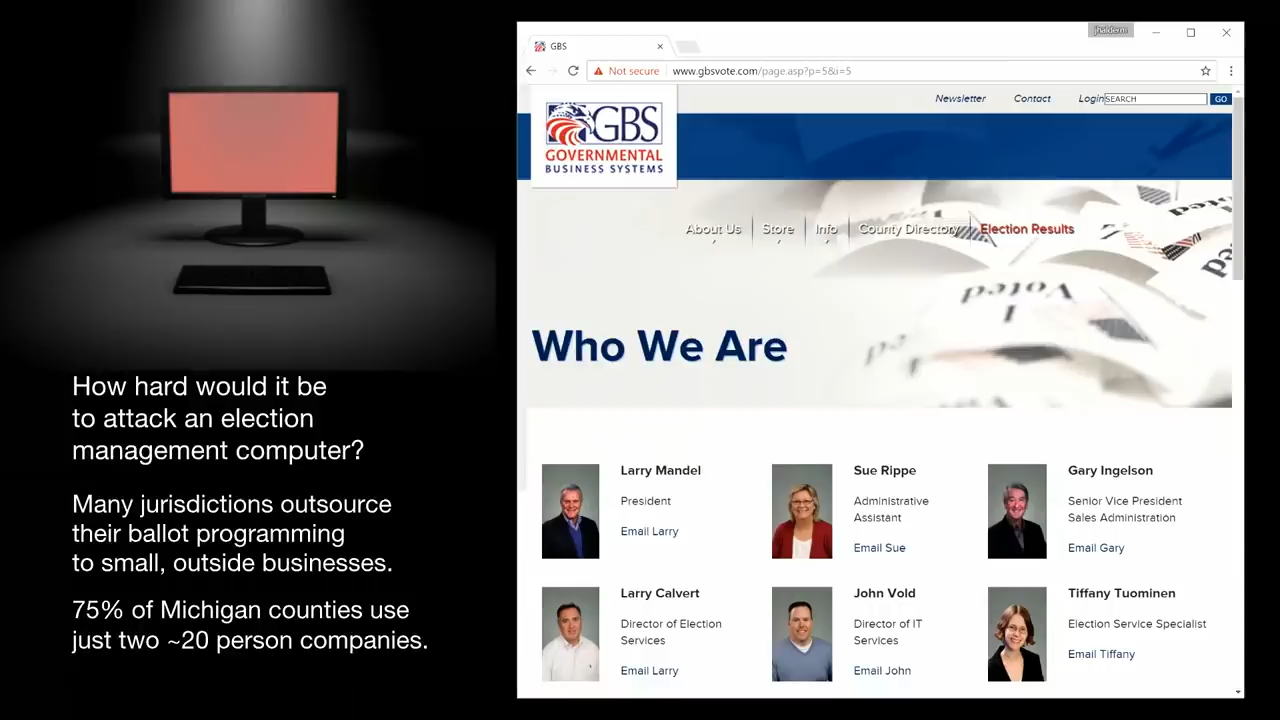 How hard would it be
to attack an election
management computer?
Many jurisdictions outsource
their ballot programming
to small, outside businesses.
75% of Michigan counties use
just two ~20 person companies.
jhalderm
GBS
Not secure
www.gbsvote.com/page.asp?p=5&i=5
Newsletter Contact Login SEARCH GO
GBS
GOVERNMENTAL
BUSINESS SYSTEMS
About Us Store Info County Directory Election Results
Voted
Voted
I Voted
Who We Are
Larry Mandel
President
Email Larry
Sue Rippe
Administrative
Assistant
Email Sue
Gary Ingelson
Senior Vice President
Sales Administration
Email Gary
Larry Calvert
Director of Election
Services
Email Larry
John Vold
Director of IT
Services
Email John
Tiffany Tuominen
Election Service Specialist
Email Tiffany